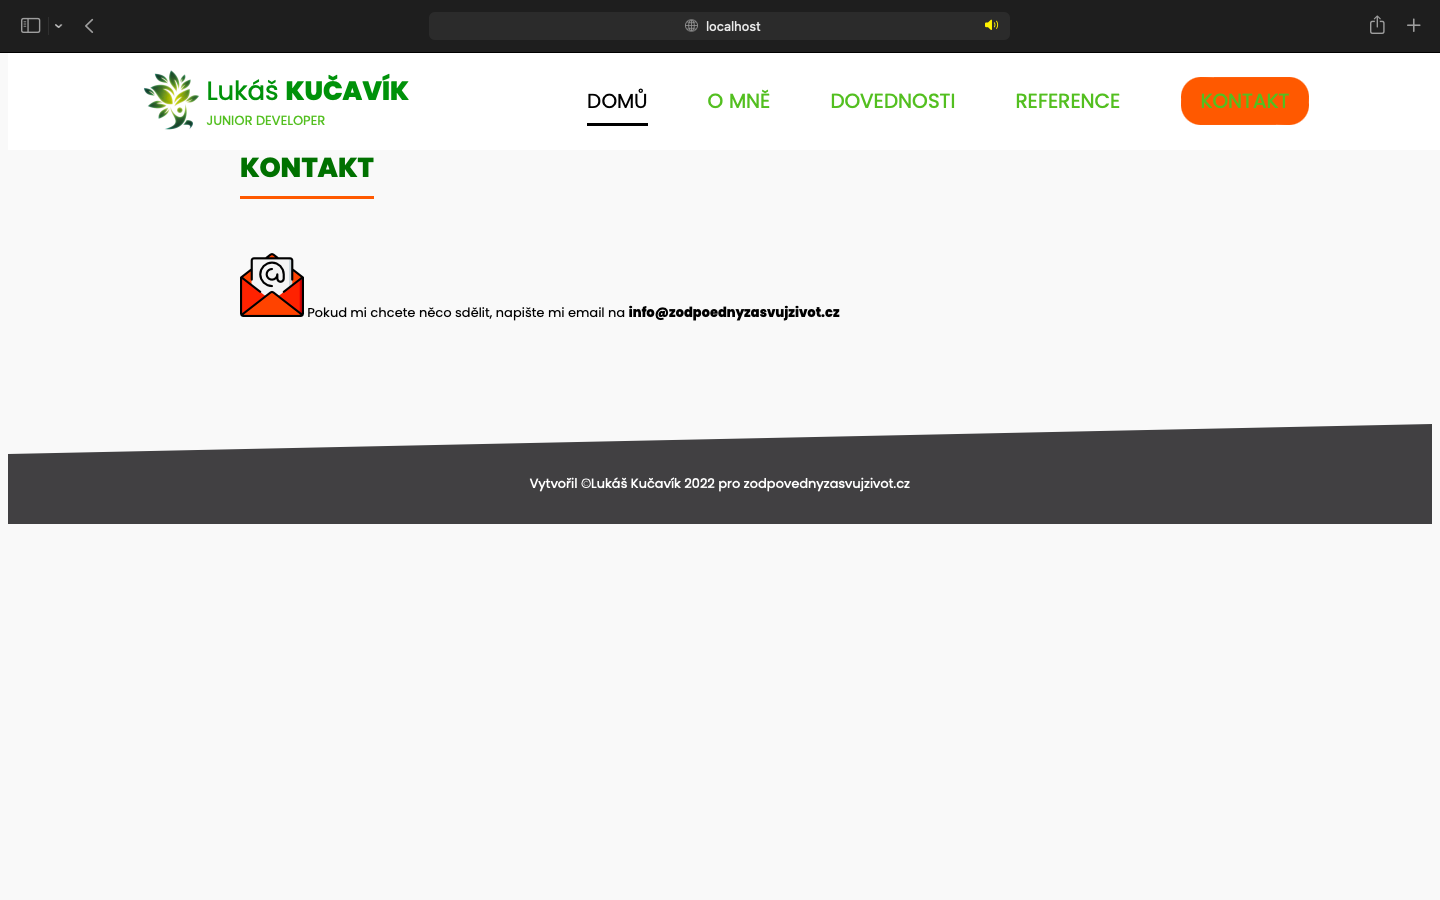 localhost
Lukáš KUČAVÍK
JUNIOR DEVELOPER
DOMŮ
O MNĚ
DOVEDNOSTI
REFERENCE
KONTAKT
KONTAKT
Pokud mi chcete něco sdělit, napište mi email na info@zodpoednyzasvujzivot.cz
Vytvořil ©Lukáš Kučavík 2022 pro zodpovednyzasvujzivot.cz